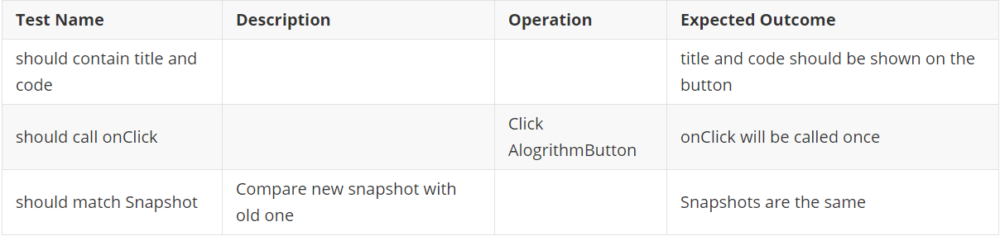 Test Name Description Operation Expected Outcome
should contain title and title and code should be shown on the
code button
should call onClick Click onClick will be called once
AlogrithmButton
should match Snapshot Compare new snapshot with Snapshots are the same
old one